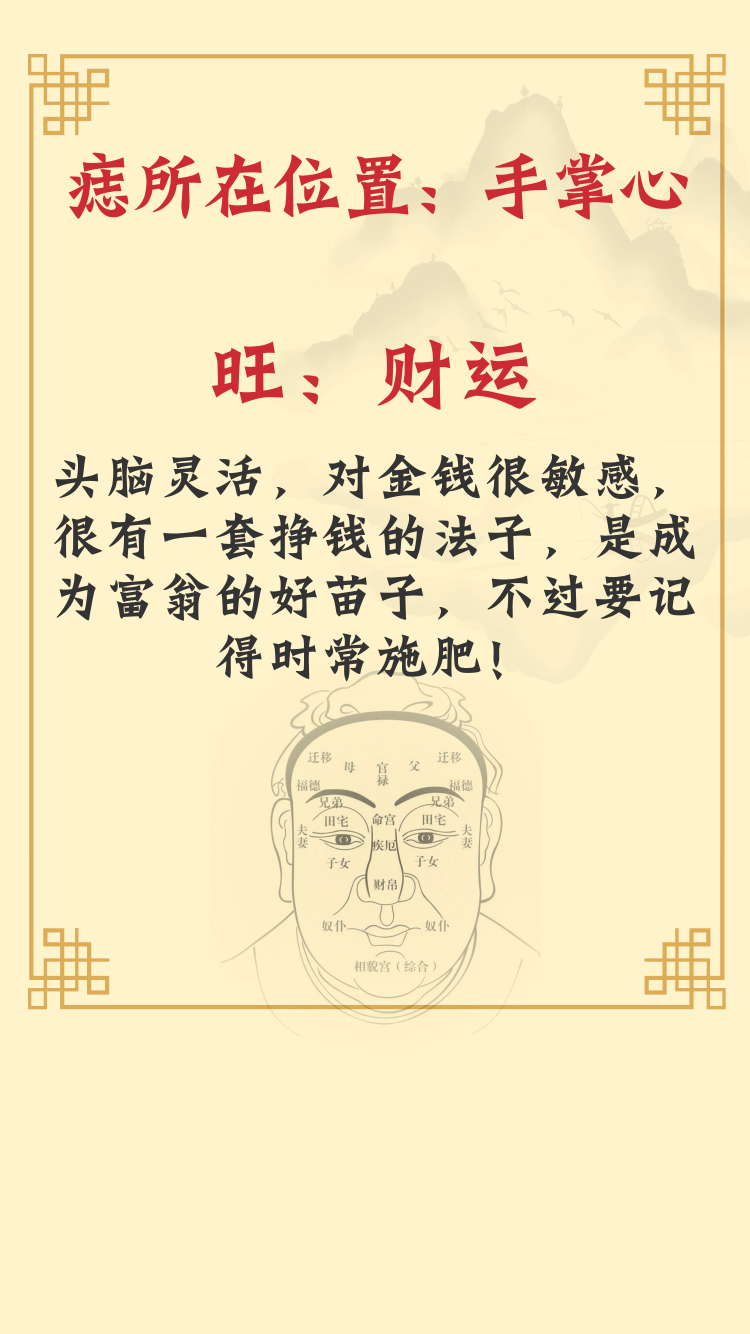 痣所在位置：手掌心
旺：财运
头脑灵活，对金钱很敏感，
很有一套挣钱的法子，是成
为富翁的好苗子，不过要记
得时常施肥！
迁移 母 官禄 父 迁移
福德 福德
兄弟 兄弟
田宅 命宫 田宅
夫妻 疾厄 夫妻
子女 子女
财帛
奴仆 奴仆
相貌宫（综合）